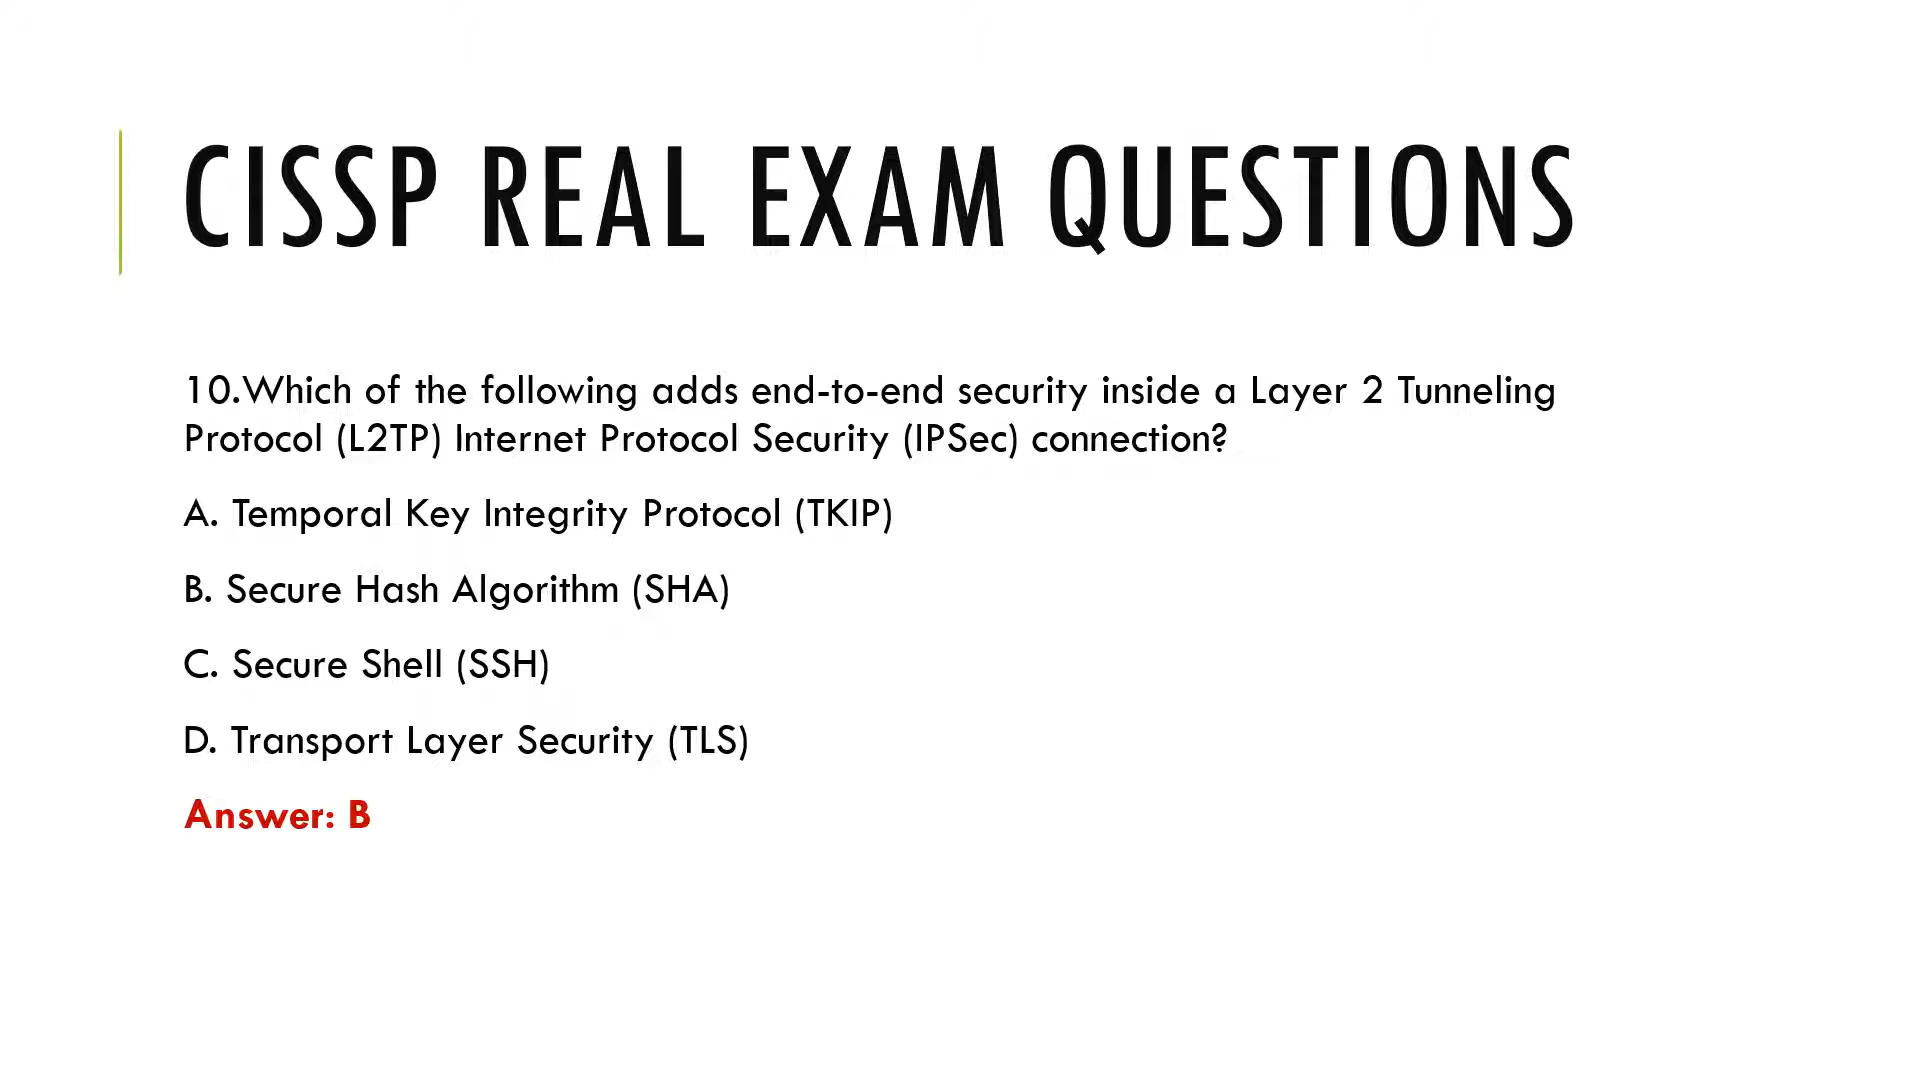 CISSP REAL EXAM QUESTIONS
10.Which of the following adds end-to-end security inside a Layer 2 Tunneling
Protocol (L2TP) Internet Protocol Security (IPSec) connection?
A. Temporal Key Integrity Protocol (TKIP)
B. Secure Hash Algorithm (SHA)
C. Secure Shell (SSH)
D. Transport Layer Security (TLS)
Answer: B